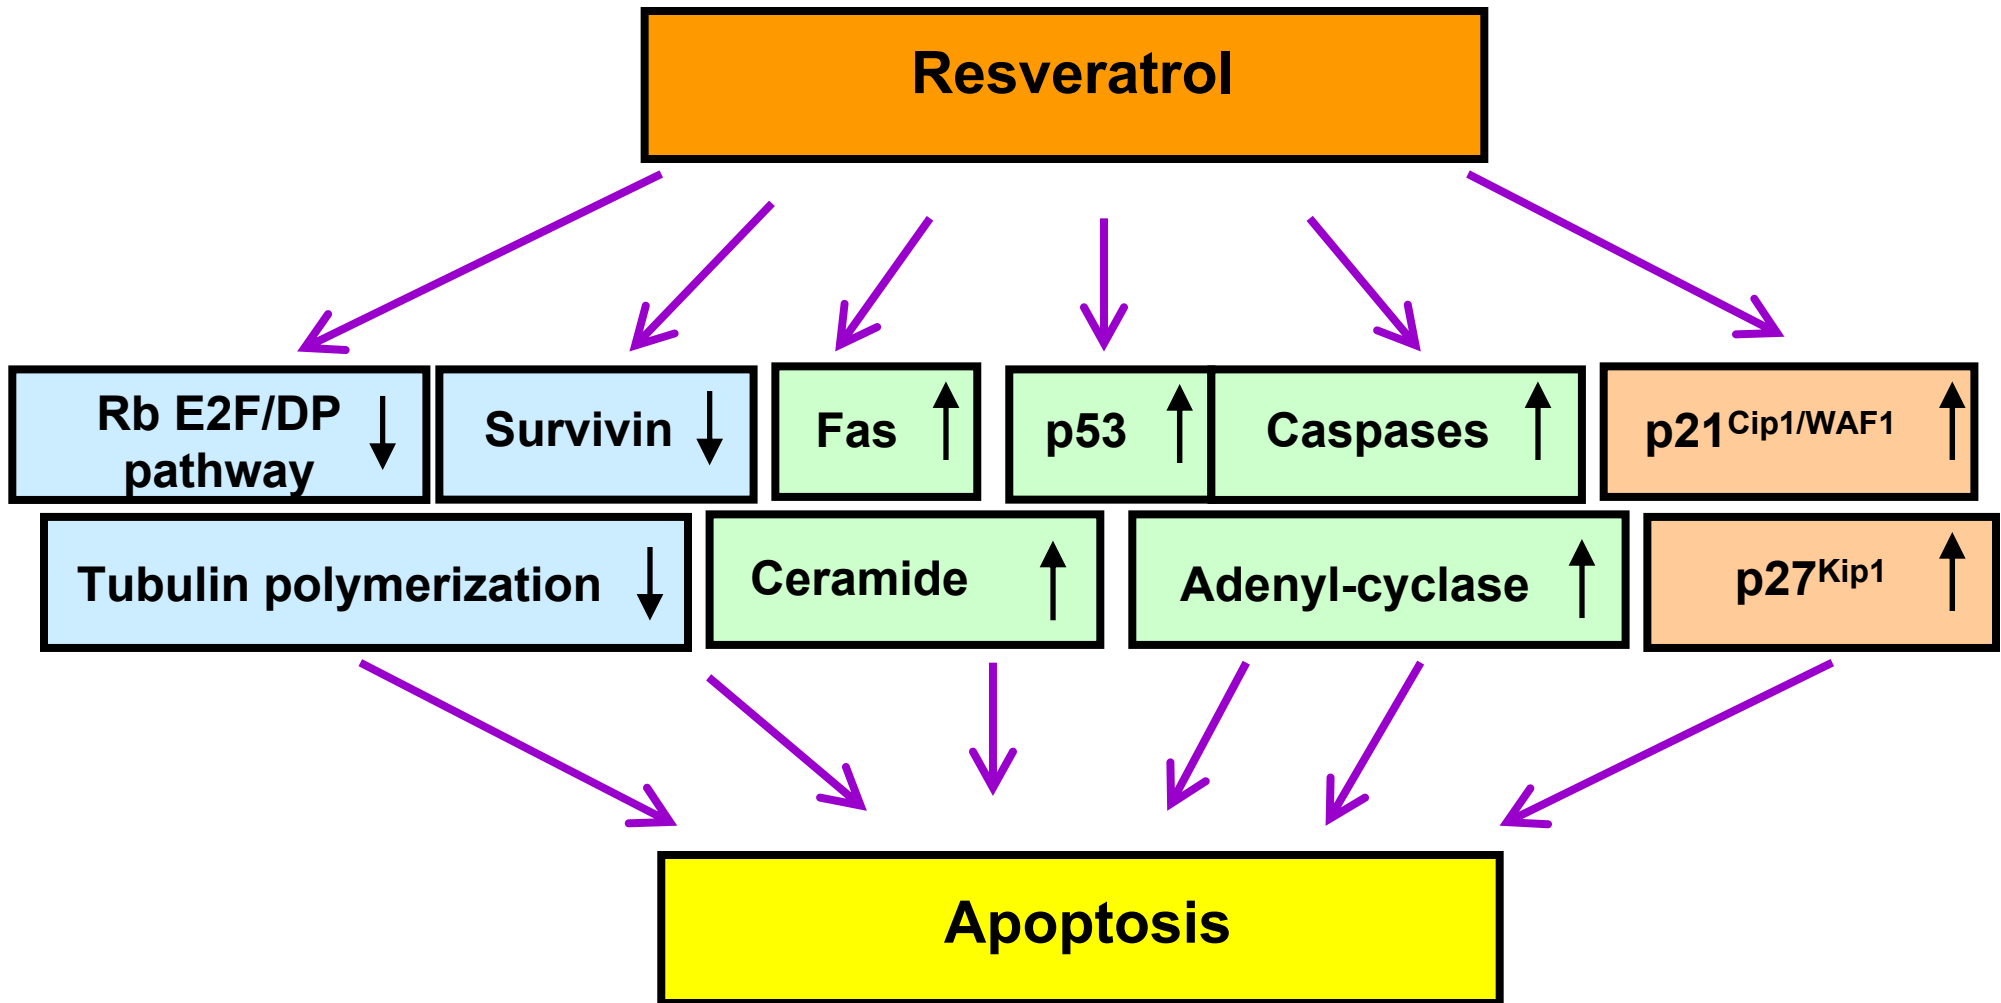 Resveratrol
Rb E2F/DP
pathway
Survivin
Fas
p53
Caspases
p21Cip1/WAF1
Tubulin polymerization
Ceramide
Adenyl-cyclase
p27Kip1
Apoptosis